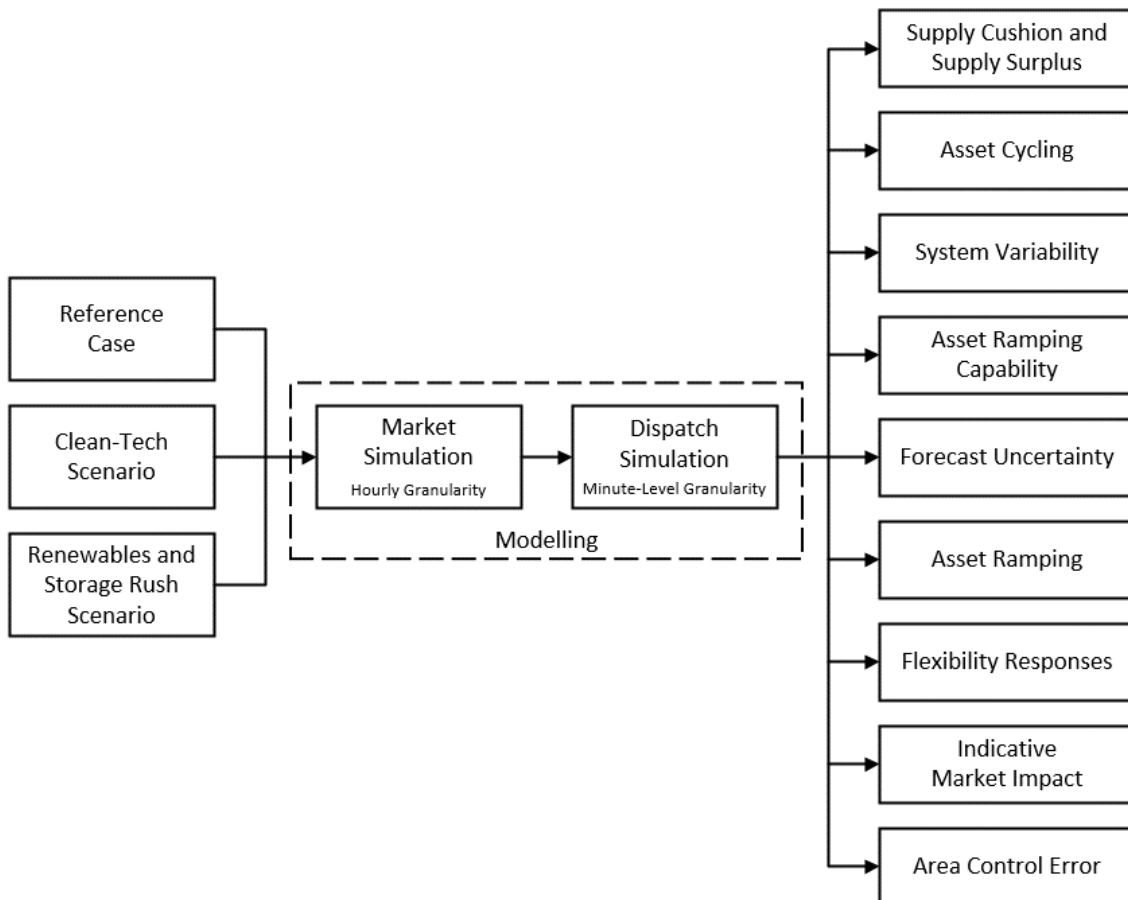 Reference
Case
Clean-Tech
Scenario
Renewables and
Storage Rush
Scenario
Market
Simulation
Hourly Granularity
Dispatch
Simulation
Minute-Level Granularity
Modelling
Supply Cushion and
Supply Surplus
Asset Cycling
System Variability
Asset Ramping
Capability
Forecast Uncertainty
Asset Ramping
Flexibility Responses
Indicative
Market Impact
Area Control Error